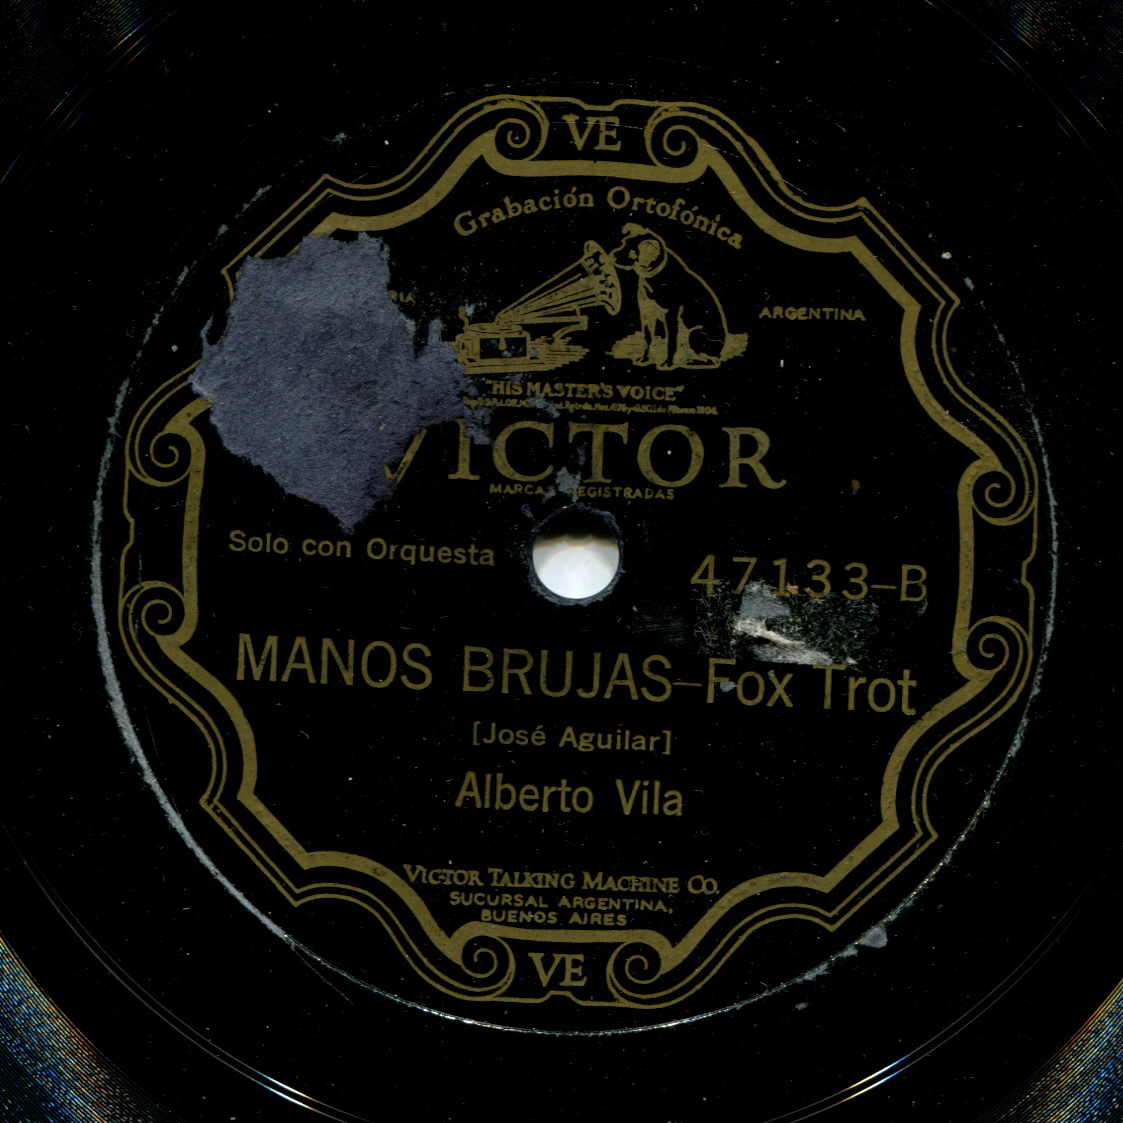 VE
Grabación Ortofónica
ARGENTINA
"HIS MASTER'S VOICE"
VICTOR
MARCAS REGISTRADAS
Solo con Orquesta
47133-B
MANOS BRUJAS-Fox Trot
[José Aguilar]
Alberto Vila
VICTOR TALKING MACHINE CO.
SUCURSAL ARGENTINA,
BUENOS AIRES
VE